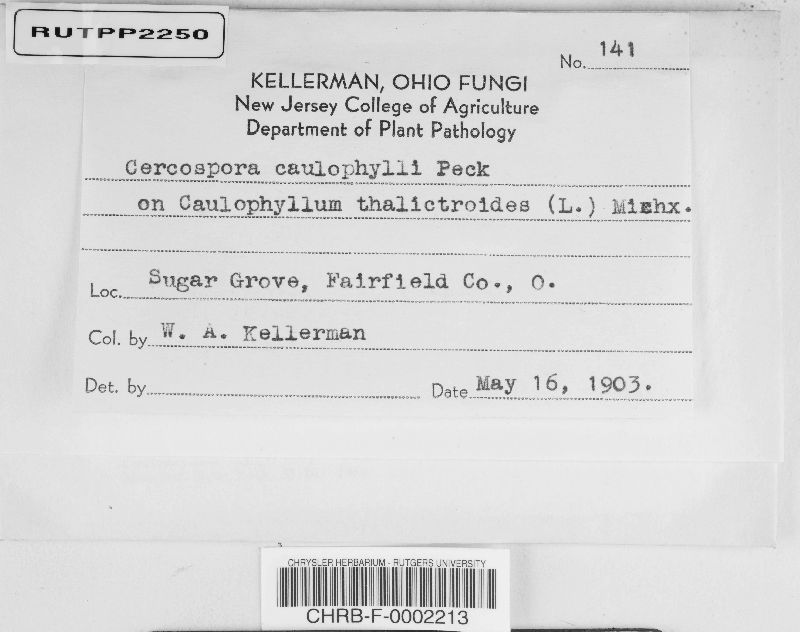 RUTPP2250
No. 141
KELLERMAN, OHIO FUNGI
New Jersey College of Agriculture
Department of Plant Pathology
Cercospora caulophylli Peck
on Caulophyllum thalictroides (L.) Michx.
Loc. Sugar Grove, Fairfield Co., O.
Col. by W. A. Kellerman
Det. by
Date May 16, 1903.
CHRYSLER HERBARIUM - RUTGERS UNIVERSITY
CHRB-F-0002213